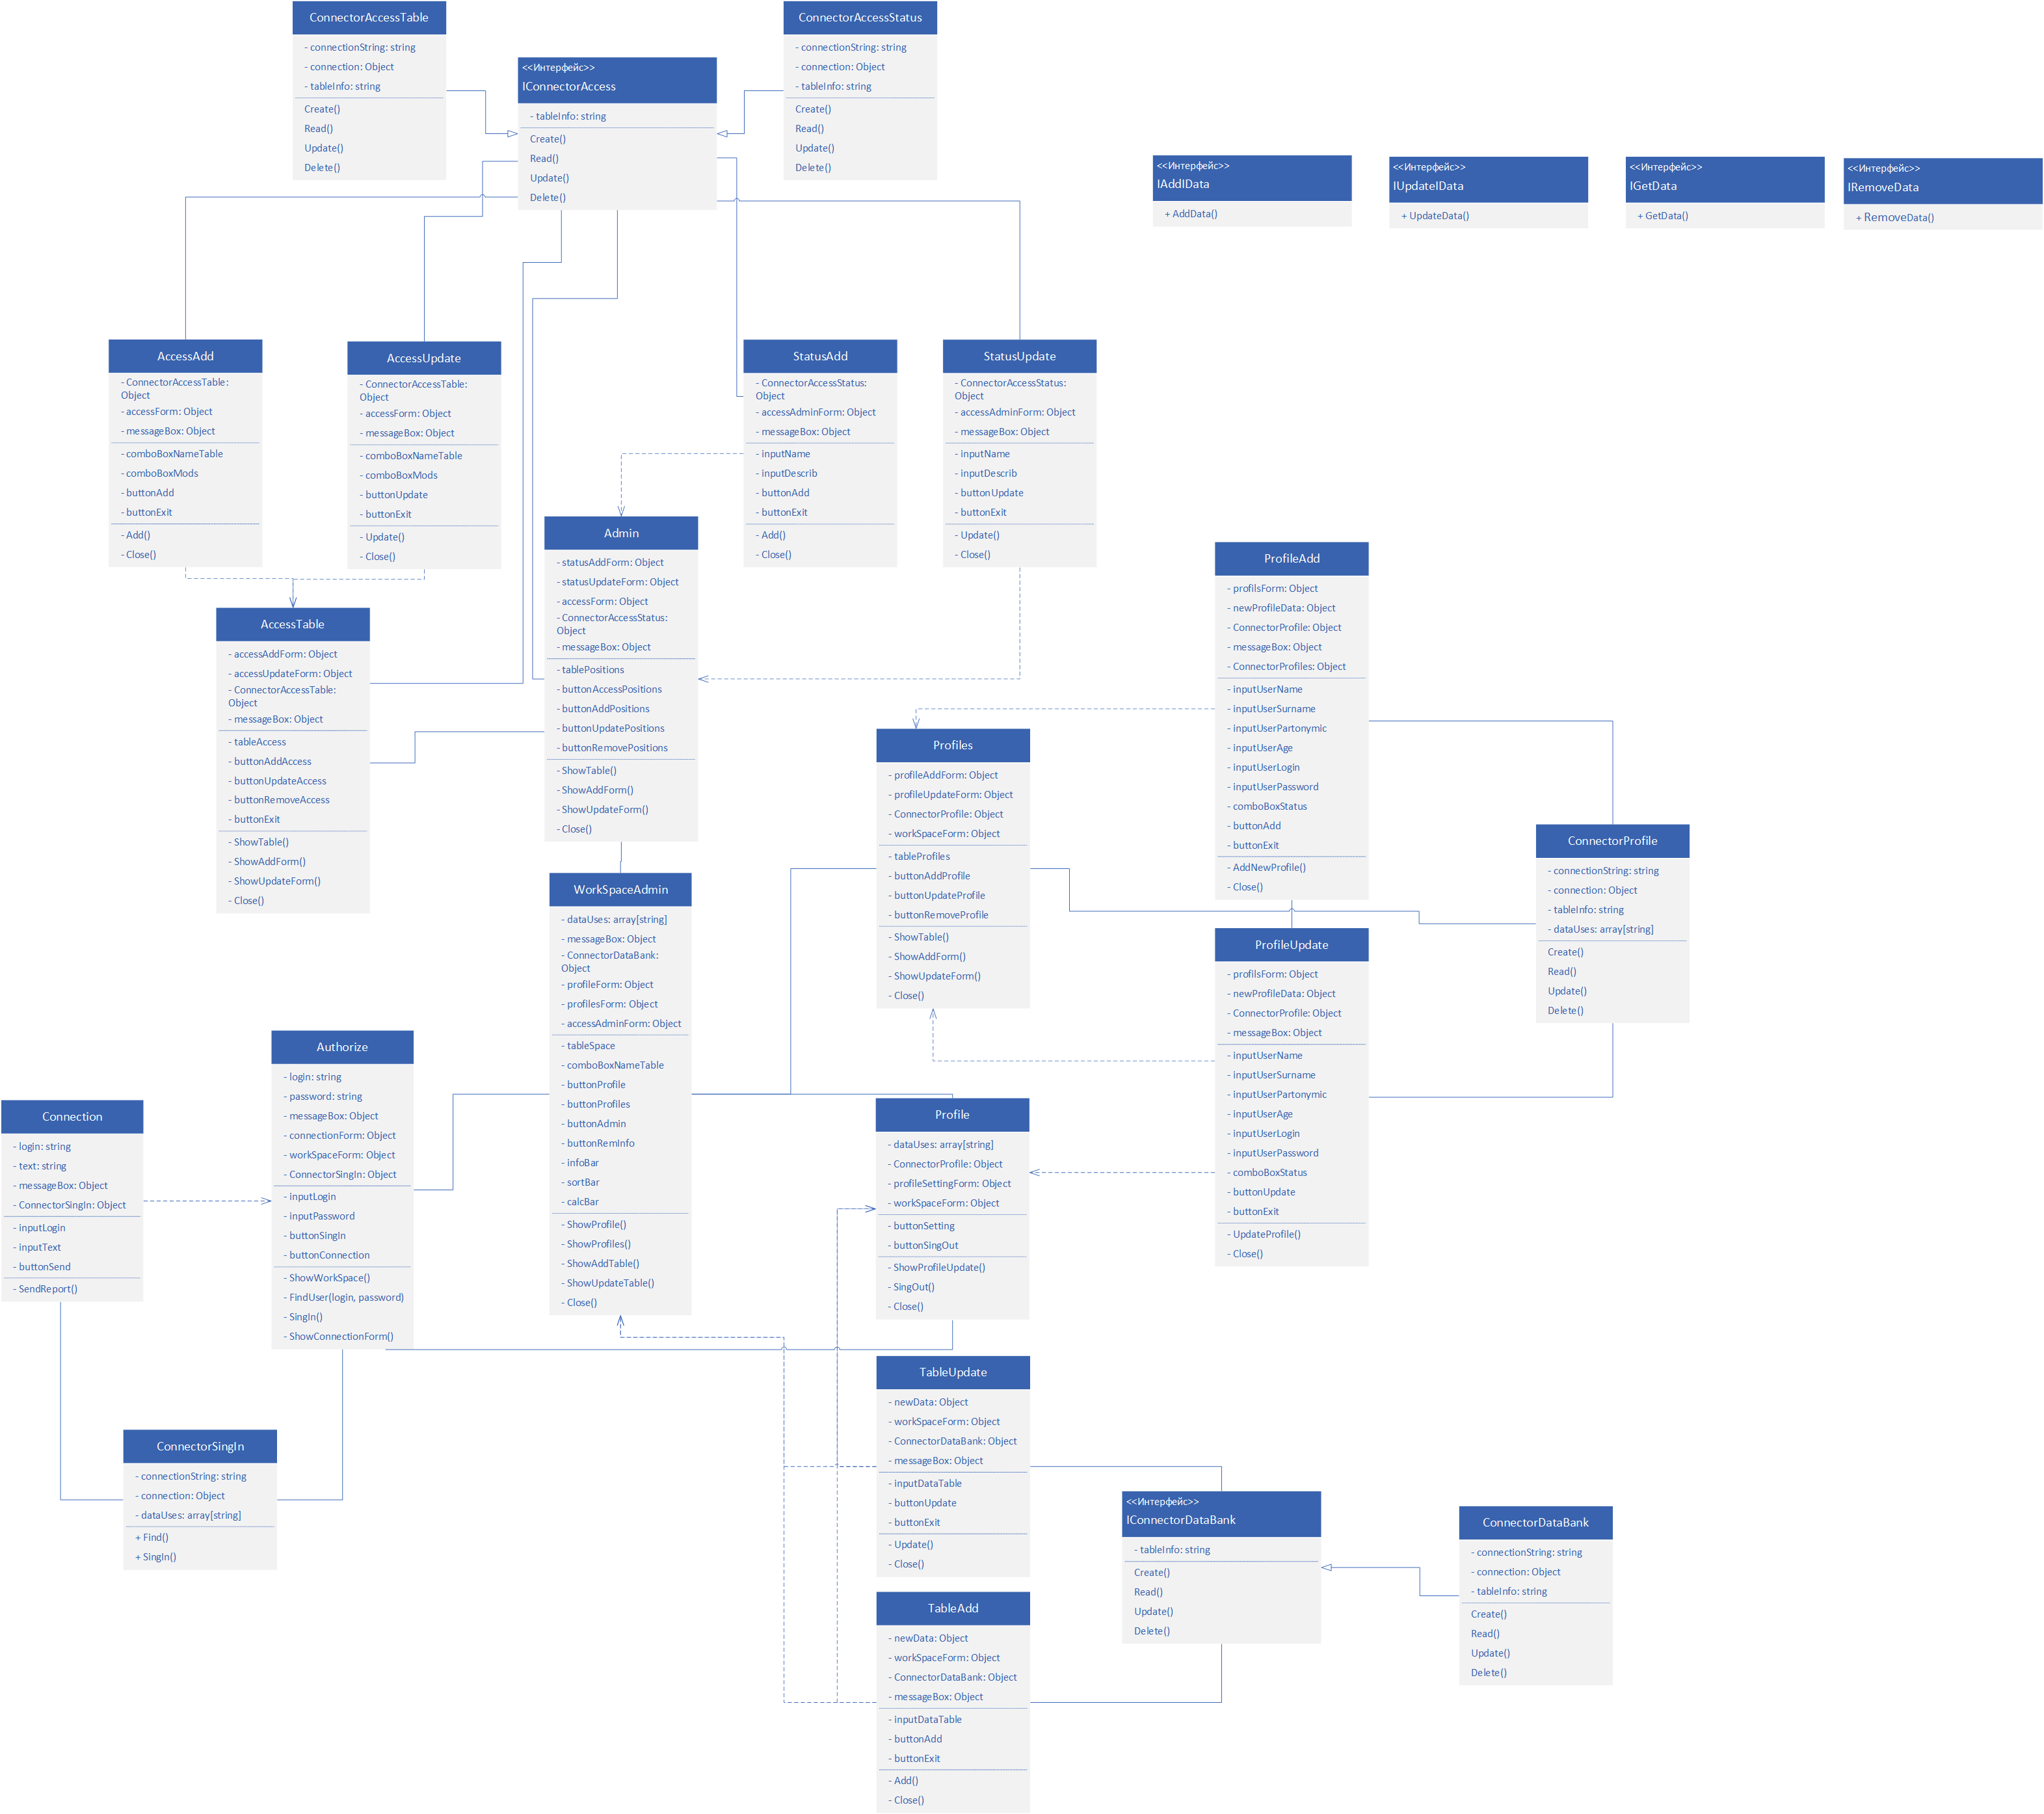 ConnectorAccessTable
- connectionString: string
- connection: Object
- tableInfo: string
Create()
Read()
Update()
Delete()
<<Интерфейс>>
IConnectorAccess
- tableInfo: string
Create()
Read()
Update()
Delete()
ConnectorAccessStatus
- connectionString: string
- connection: Object
- tableInfo: string
Create()
Read()
Update()
Delete()
<<Интерфейс>>
IAddIData
+ AddData()
<<Интерфейс>>
IUpdateIData
+ UpdateData()
<<Интерфейс>>
IGetData
+ GetData()
<<Интерфейс>>
IRemoveData
+ RemoveData()
AccessAdd
- ConnectorAccessTable:
Object
- accessForm: Object
- messageBox: Object
- comboBoxNameTable
- comboBoxMods
- buttonAdd
- buttonExit
- Add()
- Close()
AccessUpdate
- ConnectorAccessTable:
Object
- accessForm: Object
- messageBox: Object
- comboBoxNameTable
- comboBoxMods
- buttonUpdate
- buttonExit
- Update()
- Close()
StatusAdd
- ConnectorAccessStatus:
Object
- accessAdminForm: Object
- messageBox: Object
- inputName
- inputDescrib
- buttonAdd
- buttonExit
- Add()
- Close()
StatusUpdate
- ConnectorAccessStatus:
Object
- accessAdminForm: Object
- messageBox: Object
- inputName
- inputDescrib
- buttonUpdate
- buttonExit
- Update()
- Close()
Admin
- statusAddForm: Object
- statusUpdateForm: Object
- accessForm: Object
- ConnectorAccessStatus:
Object
- messageBox: Object
- tablePositions
- buttonAccessPositions
- buttonAddPositions
- buttonUpdatePositions
- buttonRemovePositions
- ShowTable()
- ShowAddForm()
- ShowUpdateForm()
- Close()
AccessTable
- accessAddForm: Object
- accessUpdateForm: Object
- ConnectorAccessTable:
Object
- messageBox: Object
- tableAccess
- buttonAddAccess
- buttonUpdateAccess
- buttonRemoveAccess
- buttonExit
- ShowTable()
- ShowAddForm()
- ShowUpdateForm()
- Close()
ProfileAdd
- profilsForm: Object
- newProfileData: Object
- ConnectorProfile: Object
- messageBox: Object
- ConnectorProfiles: Object
- inputUserName
- inputUserSurname
- inputUserPartonymic
- inputUserAge
- inputUserLogin
- inputUserPassword
- comboBoxStatus
- buttonAdd
- buttonExit
- AddNewProfile()
- Close()
Profiles
- profileAddForm: Object
- profileUpdateForm: Object
- ConnectorProfile: Object
- workSpaceForm: Object
- tableProfiles
- buttonAddProfile
- buttonUpdateProfile
- buttonRemoveProfile
- ShowTable()
- ShowAddForm()
- ShowUpdateForm()
- Close()
ConnectorProfile
- connectionString: string
- connection: Object
- tableInfo: string
- dataUses: array[string]
Create()
Read()
Update()
Delete()
WorkSpaceAdmin
- dataUses: array[string]
- messageBox: Object
- ConnectorDataBank:
Object
- profileForm: Object
- profilesForm: Object
- accessAdminForm: Object
- tableSpace
- comboBoxNameTable
- buttonProfile
- buttonProfiles
- buttonAdmin
- buttonRemInfo
- infoBar
- sortBar
- calcBar
- ShowProfile()
- ShowProfiles()
- ShowAddTable()
- ShowUpdateTable()
- Close()
ProfileUpdate
- profilsForm: Object
- newProfileData: Object
- ConnectorProfile: Object
- messageBox: Object
- inputUserName
- inputUserSurname
- inputUserPartonymic
- inputUserAge
- inputUserLogin
- inputUserPassword
- comboBoxStatus
- buttonUpdate
- buttonExit
- UpdateProfile()
- Close()
Authorize
- login: string
- password: string
- messageBox: Object
- connectionForm: Object
- workSpaceForm: Object
- ConnectorSingIn: Object
- inputLogin
- inputPassword
- buttonSingIn
- buttonConnection
- ShowWorkSpace()
- FindUser(login, password)
- SingIn()
- ShowConnectionForm()
Connection
- login: string
- text: string
- messageBox: Object
- ConnectorSingIn: Object
- inputLogin
- inputText
- buttonSend
- SendReport()
Profile
- dataUses: array[string]
- ConnectorProfile: Object
- profileSettingForm: Object
- workSpaceForm: Object
- buttonSetting
- buttonSingOut
- ShowProfileUpdate()
- SingOut()
- Close()
TableUpdate
- newData: Object
- workSpaceForm: Object
- ConnectorDataBank: Object
- messageBox: Object
- inputDataTable
- buttonUpdate
- buttonExit
- Update()
- Close()
ConnectorSingIn
- connectionString: string
- connection: Object
- dataUses: array[string]
+ Find()
+ SingIn()
<<Интерфейс>>
IConnectorDataBank
- tableInfo: string
Create()
Read()
Update()
Delete()
ConnectorDataBank
- connectionString: string
- connection: Object
- tableInfo: string
Create()
Read()
Update()
Delete()
TableAdd
- newData: Object
- workSpaceForm: Object
- ConnectorDataBank: Object
- messageBox: Object
- inputDataTable
- buttonAdd
- buttonExit
- Add()
- Close()